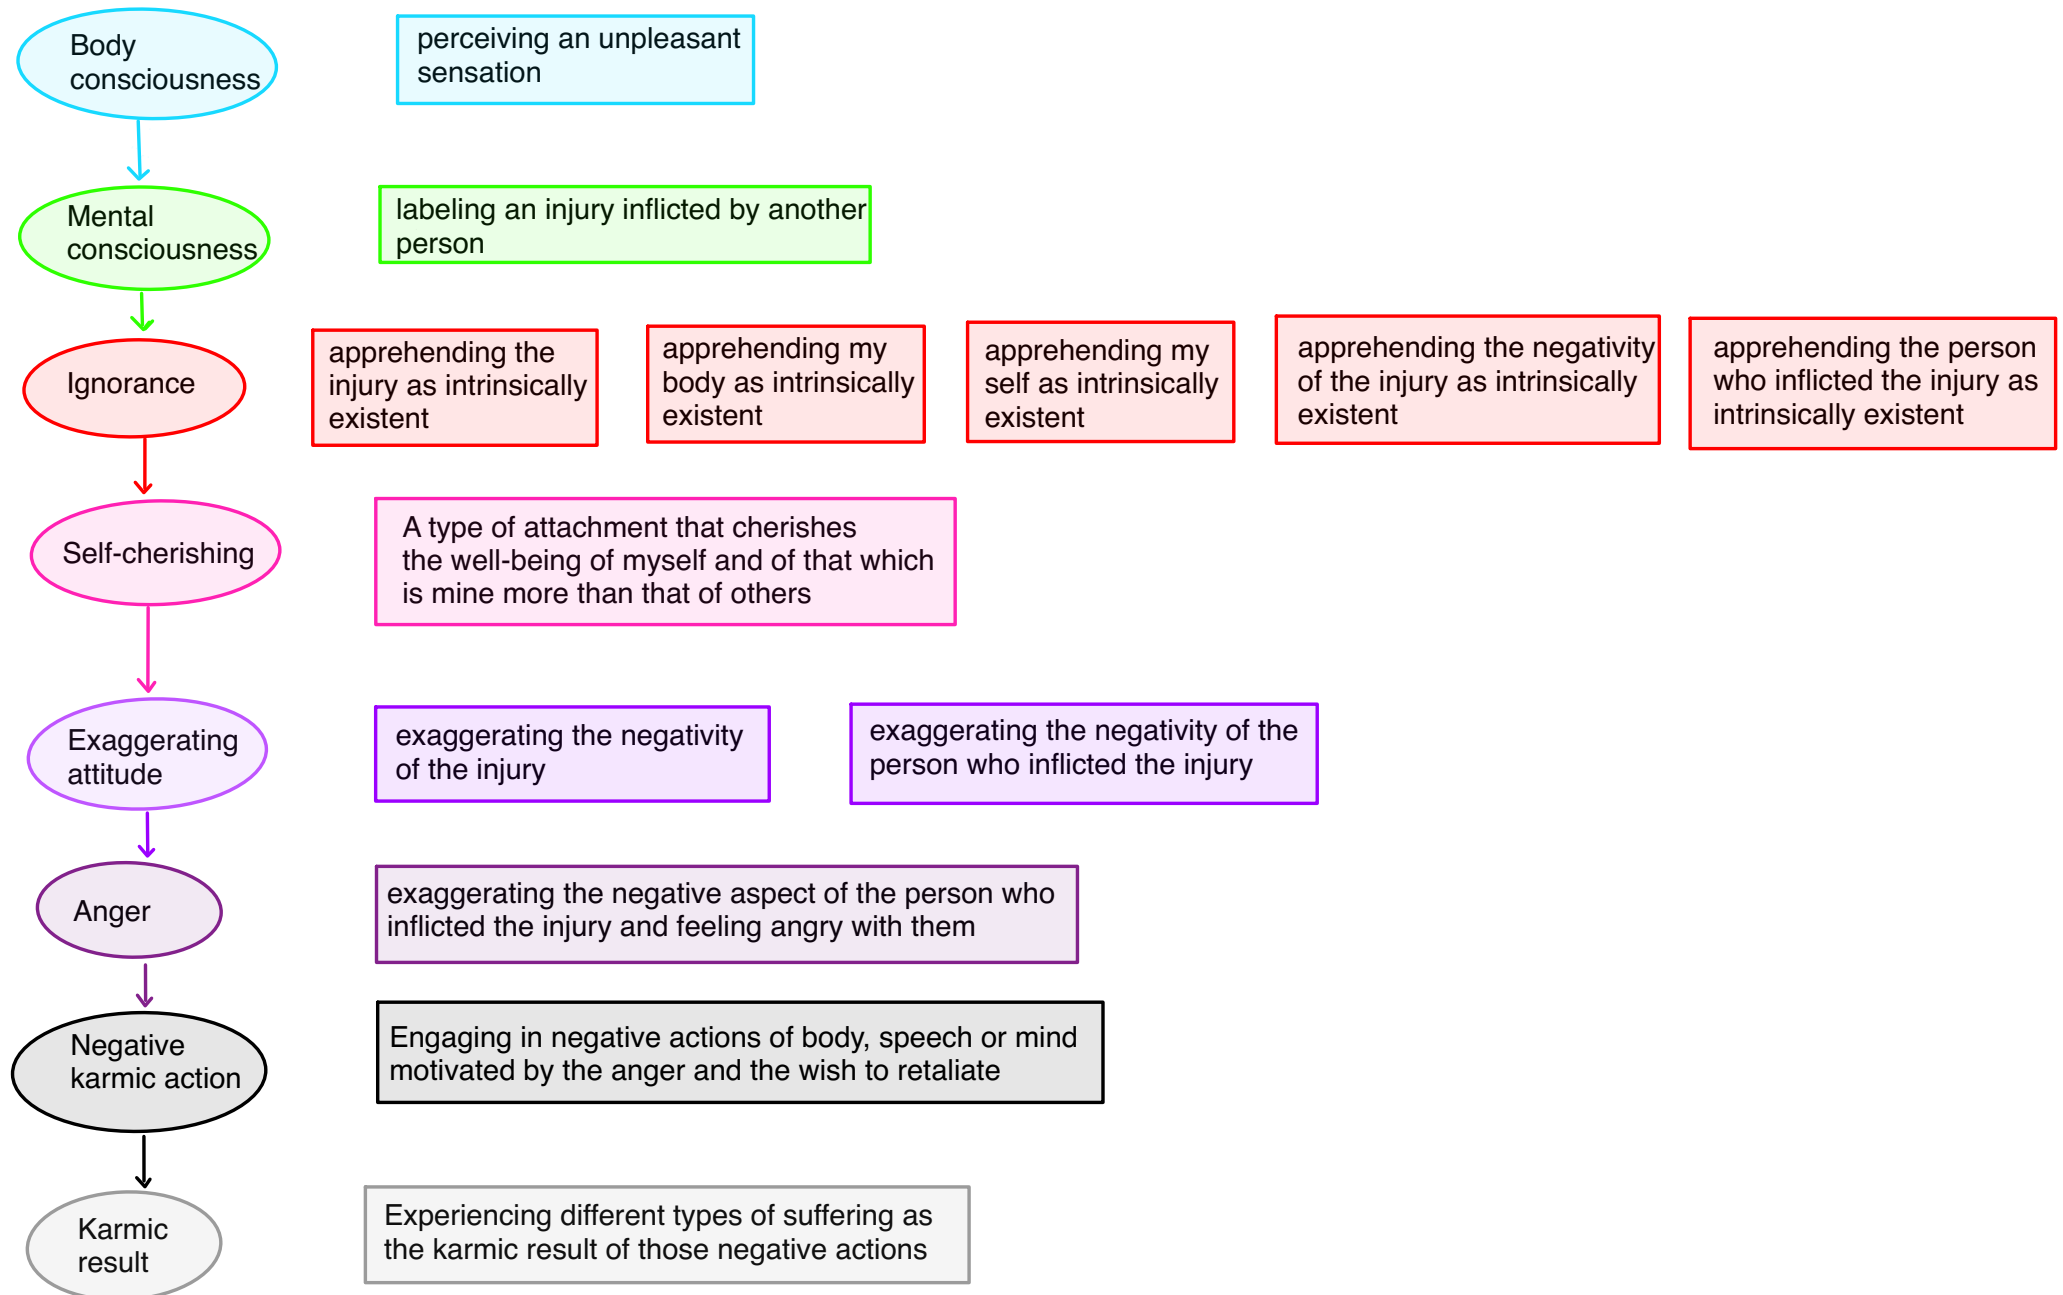 Body
consciousness
perceiving an unpleasant
sensation
Mental
consciousness
labeling an injury inflicted by another
person
Ignorance
apprehending the
injury as intrinsically
existent
apprehending my
body as intrinsically
existent
apprehending my
self as intrinsically
existent
apprehending the negativity
of the injury as intrinsically
existent
apprehending the person
who inflicted the injury as
intrinsically existent
Self-cherishing
A type of attachment that cherishes
the well-being of myself and of that which
is mine more than that of others
Exaggerating
attitude
exaggerating the negativity
of the injury
exaggerating the negativity of the
person who inflicted the injury
Anger
exaggerating the negative aspect of the person who
inflicted the injury and feeling angry with them
Negative
karmic action
Engaging in negative actions of body, speech or mind
motivated by the anger and the wish to retaliate
Karmic
result
Experiencing different types of suffering as
the karmic result of those negative actions